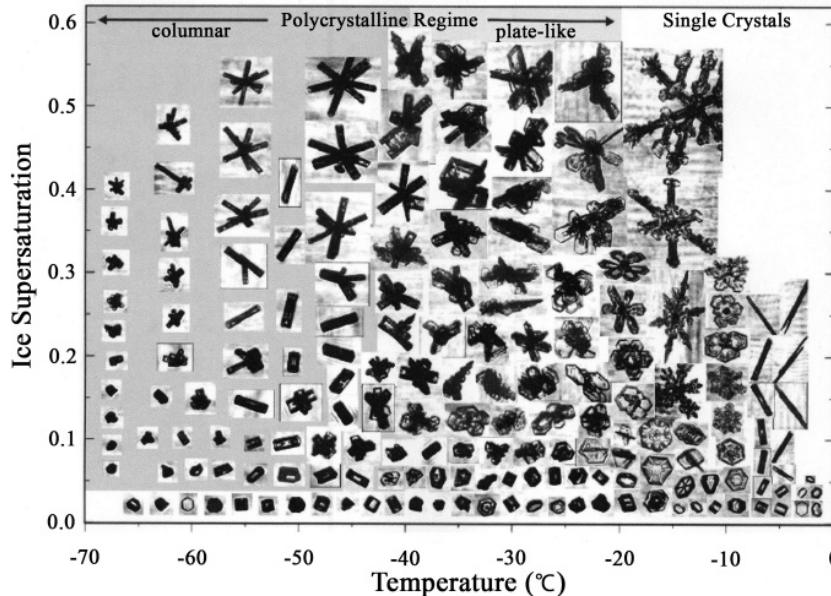 Polycrystalline Regime
Single Crystals
columnar
plate-like
0.6
0.5
0.4
0.3
0.2
0.1
0.0
Ice Supersaturation
-70
-60
-50
-40
-30
-20
-10
0
Temperature (℃)